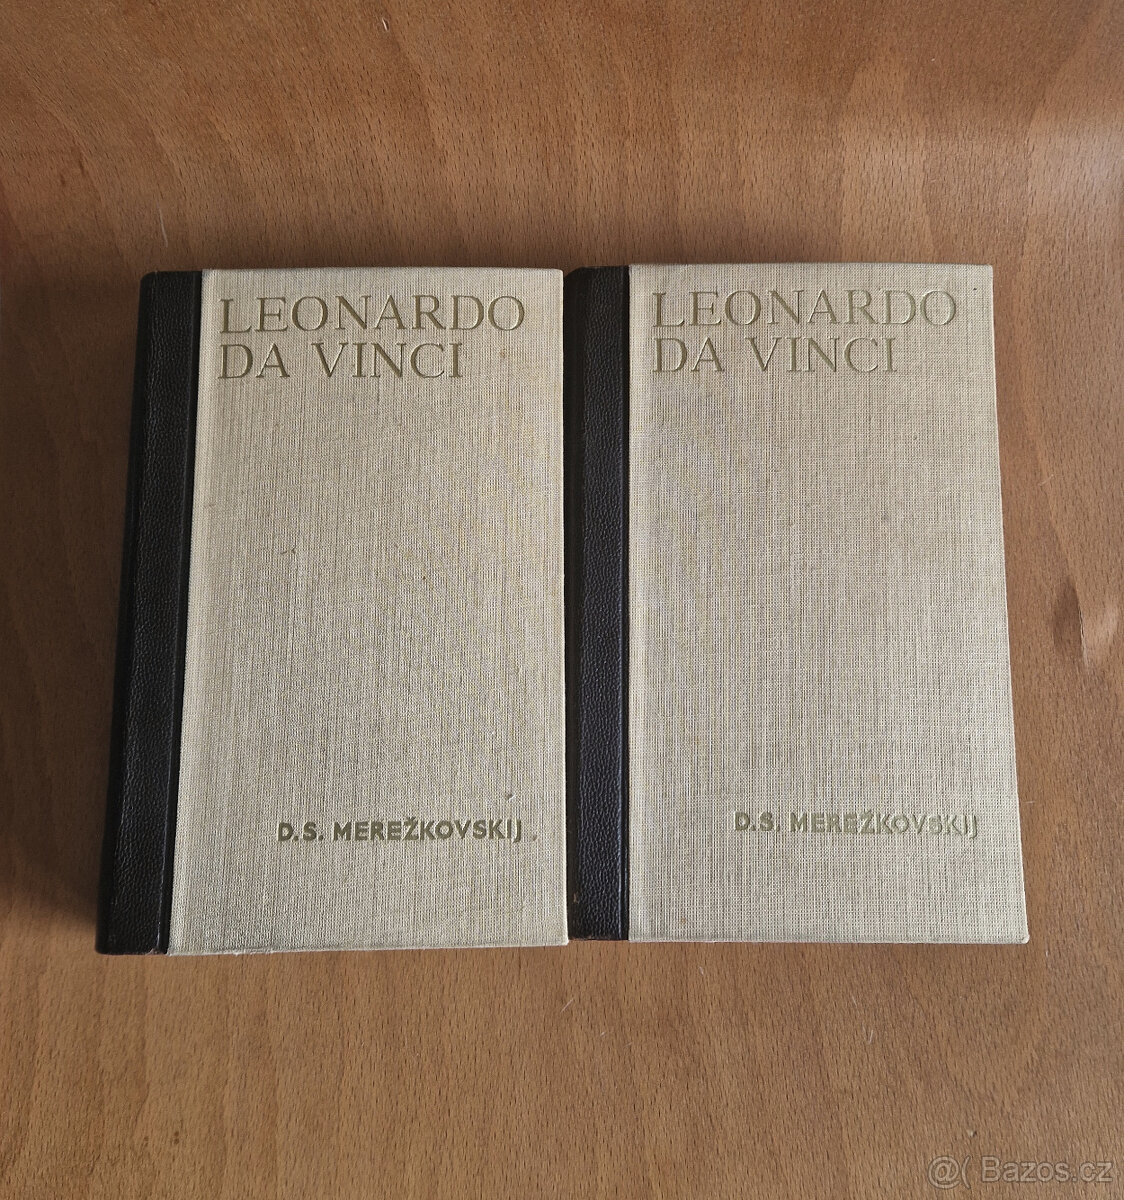 LEONARDO
DA VINCI
D.S. MEREŽKOVSKIJ
LEONARDO
DA VINCI
D.S. MEREŽKOVSKIJ
@( Bazos.cz